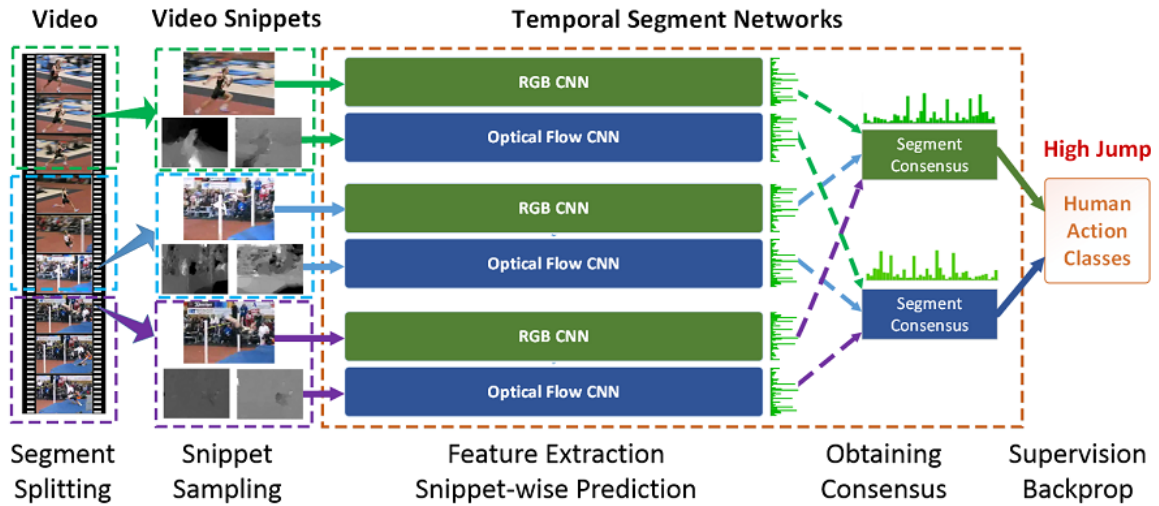 Video
Video Snippets
Temporal Segment Networks
RGB CNN
Optical Flow CNN
RGB CNN
Optical Flow CNN
RGB CNN
Optical Flow CNN
Segment
Consensus
Segment
Consensus
High Jump
Human
Action
Classes
Segment
Splitting
Snippet
Sampling
Feature Extraction
Snippet-wise Prediction
Obtaining
Consensus
Supervision
Backprop